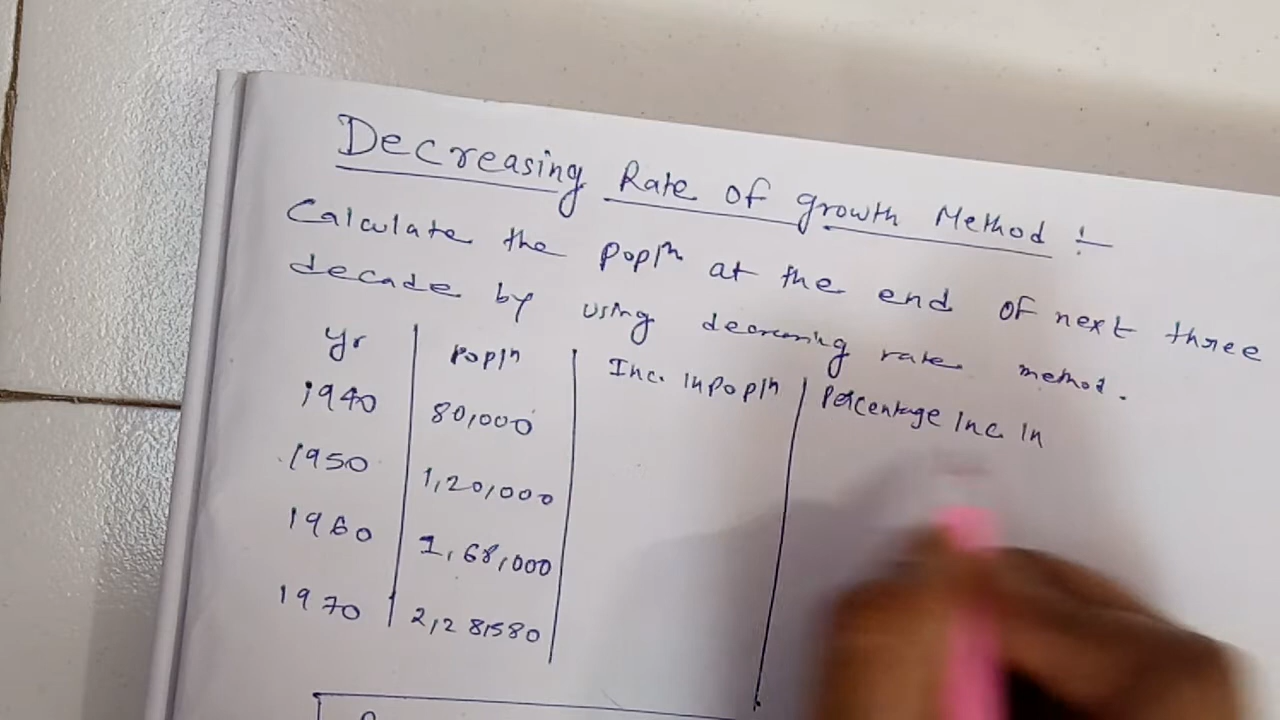 Decreasing Rate of growth Method :-
Calculate the popln at the end of next three
decade by using decreasing rate method.
yr popln Inc. in popln Percentage Inc. In
1940 80,000
1950 1,20,000
1960 1,68,000
1970 2,28,580